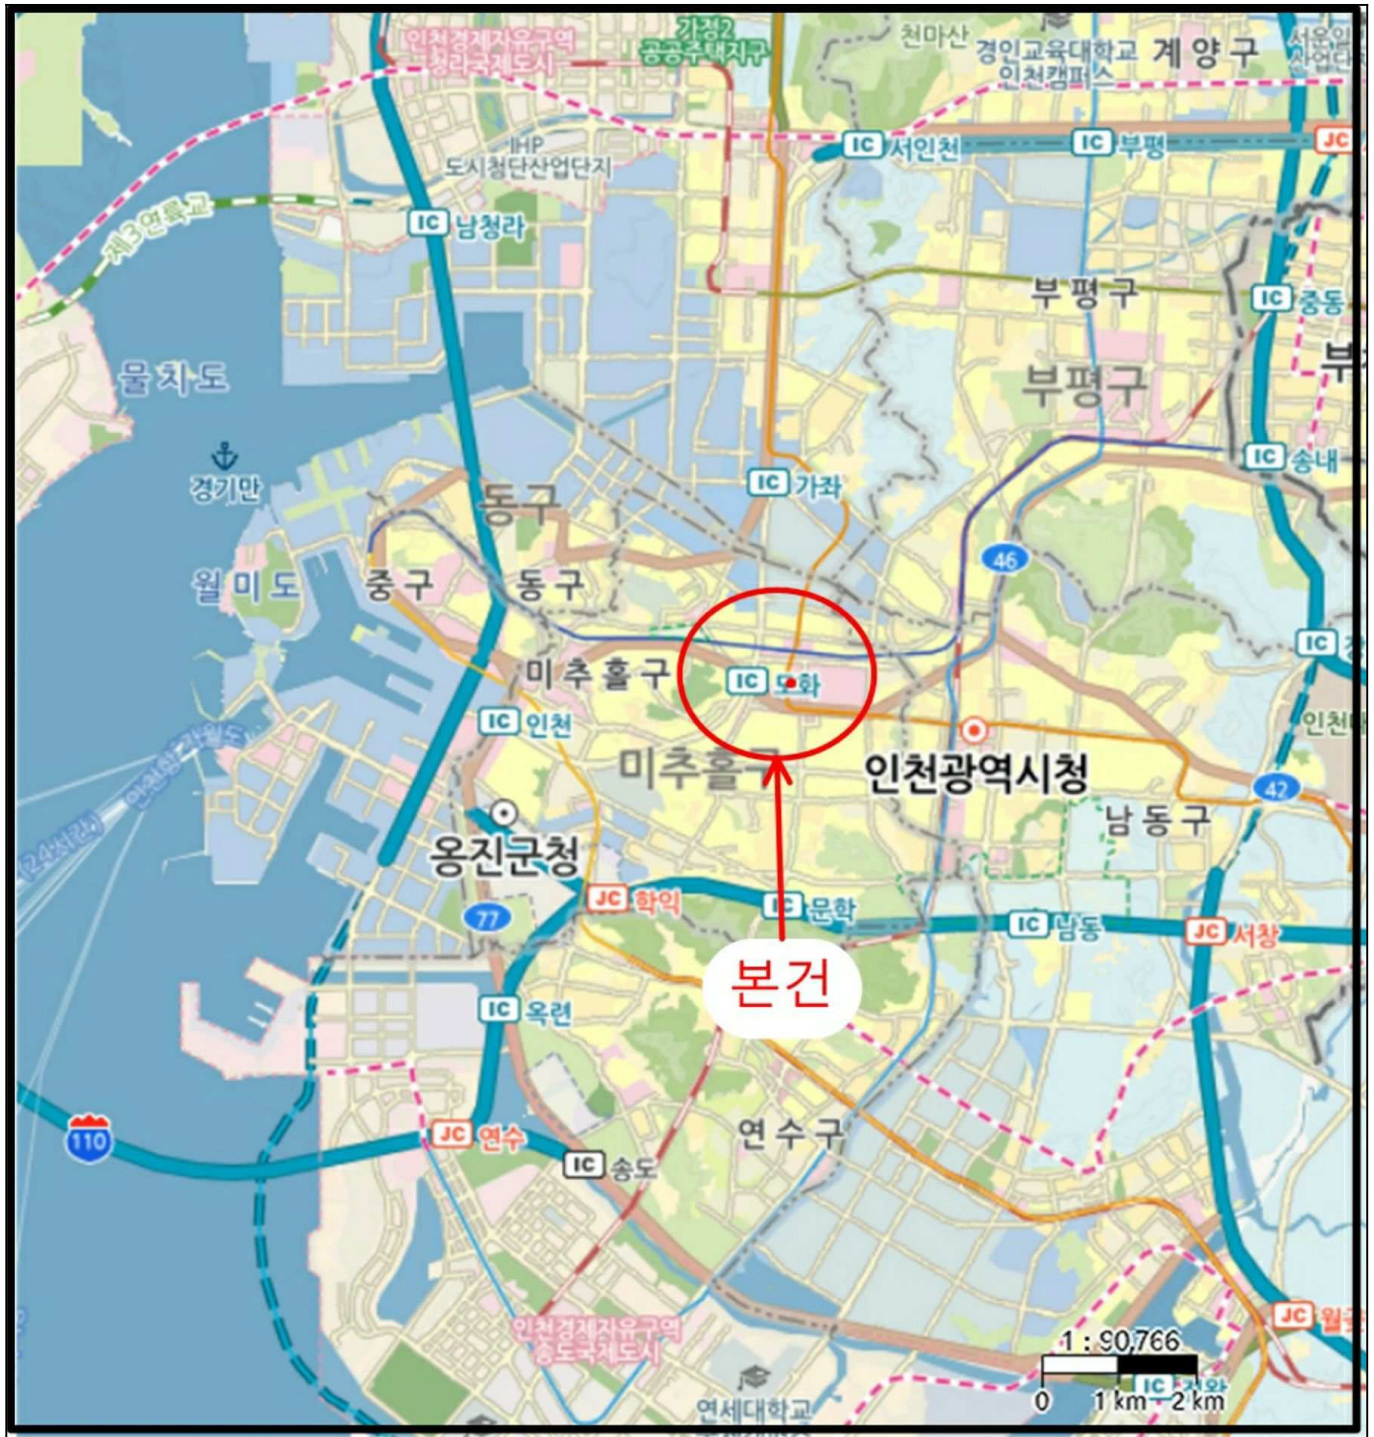 인천경제자유구역
청라국제도시
가정2
공공주택지구
천마산
경인교육대학교
인천캠퍼스
계양구
IHP
도시첨단산업단지
IC 서인천
IC 부평
JC
제3연륙교
IC 남청라
부평구
IC 중동
물치도
부평구
경기만
IC 가좌
IC 송내
동구
46
월미도
중구
동구
IC
미추홀구
IC 도화
IC 인천
미추홀구
인천광역시청
42
남동구
옹진군청
77
JC 학익
IC 문학
IC 남동
JC 서창
본건
IC 옥련
110
JC 연수
IC 송도
연수구
인천경제자유구역
송도국제도시
JC
1 : 90,766
IC
0 1 km 2 km
연세대학교